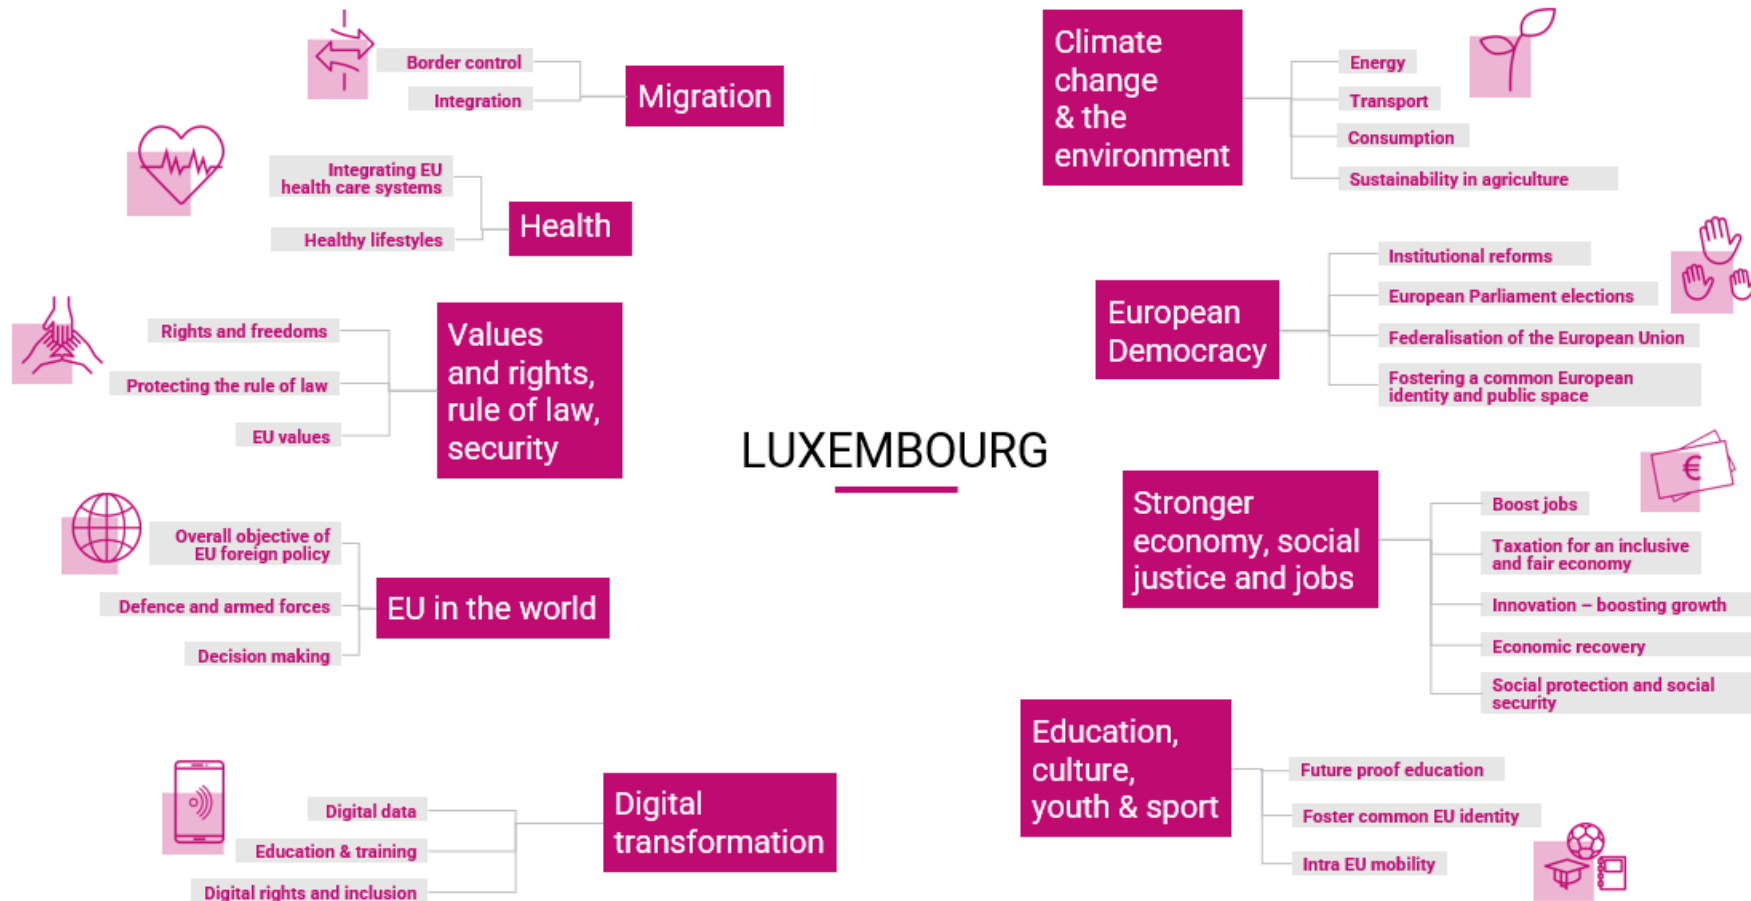 Border control
Integration
Migration
Integrating EU
health care systems
Healthy lifestyles
Health
Rights and freedoms
Protecting the rule of law
EU values
Values
and rights,
rule of law,
security
Overall objective of
EU foreign policy
Defence and armed forces
Decision making
EU in the world
Digital data
Education & training
Digital rights and inclusion
Digital
transformation
LUXEMBOURG
Climate
change
& the
environment
Energy
Transport
Consumption
Sustainability in agriculture
European
Democracy
Institutional reforms
European Parliament elections
Federalisation of the European Union
Fostering a common European
identity and public space
€
Stronger
economy, social
justice and jobs
Boost jobs
Taxation for an inclusive
and fair economy
Innovation – boosting growth
Economic recovery
Social protection and social
security
Education,
culture,
youth & sport
Future proof education
Foster common EU identity
Intra EU mobility